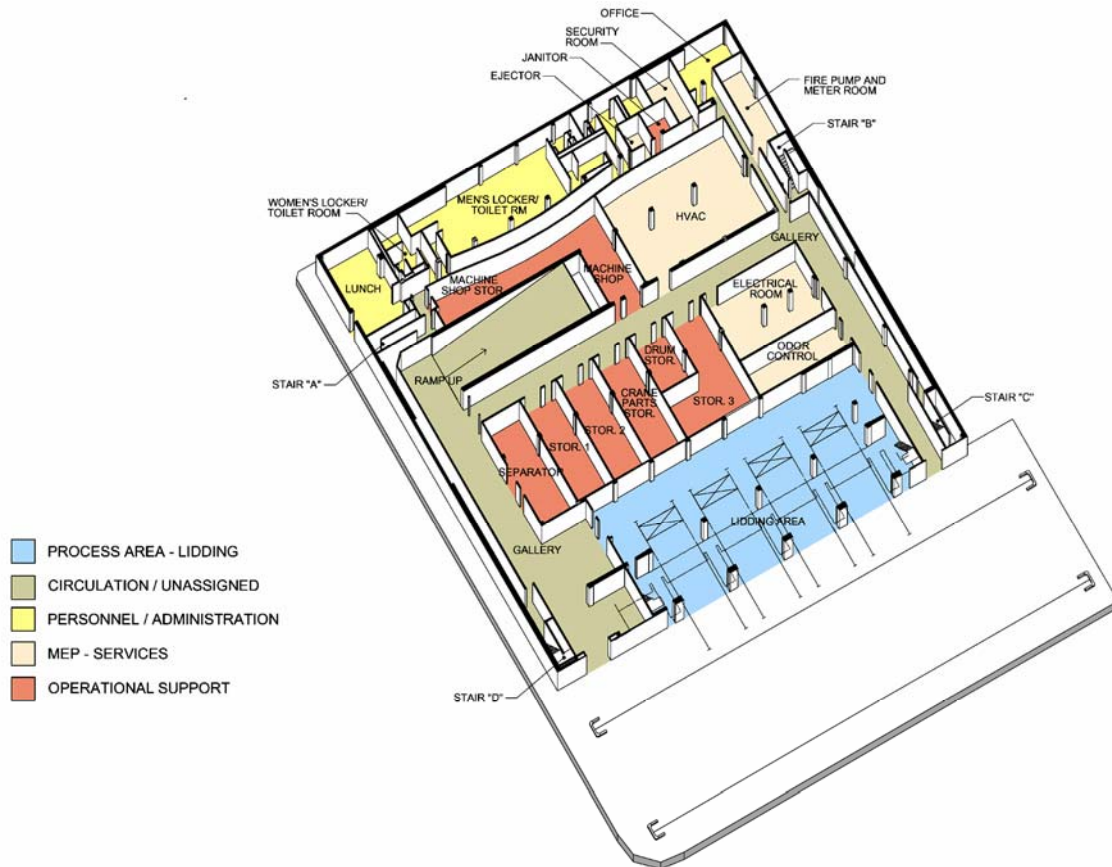 OFFICE
SECURITY
ROOM
JANITOR
EJECTOR
FIRE PUMP AND
METER ROOM
STAIR "B"
WOMEN'S LOCKER/
TOILET ROOM
MEN'S LOCKER/
TOILET RM
HVAC
GALLERY
LUNCH
MACHINE
SHOP STOR.
MACHINE
SHOP
ELECTRICAL
ROOM
ODOR
CONTROL
STAIR "A"
RAMP UP
DRUM
STOR.
CRANE
PARTS
STOR.
STOR. 3
STOR. 2
STOR. 1
SEPARATOR
STAIR "C"
LIDDING AREA
GALLERY
STAIR "D"
PROCESS AREA - LIDDING
CIRCULATION / UNASSIGNED
PERSONNEL / ADMINISTRATION
MEP - SERVICES
OPERATIONAL SUPPORT